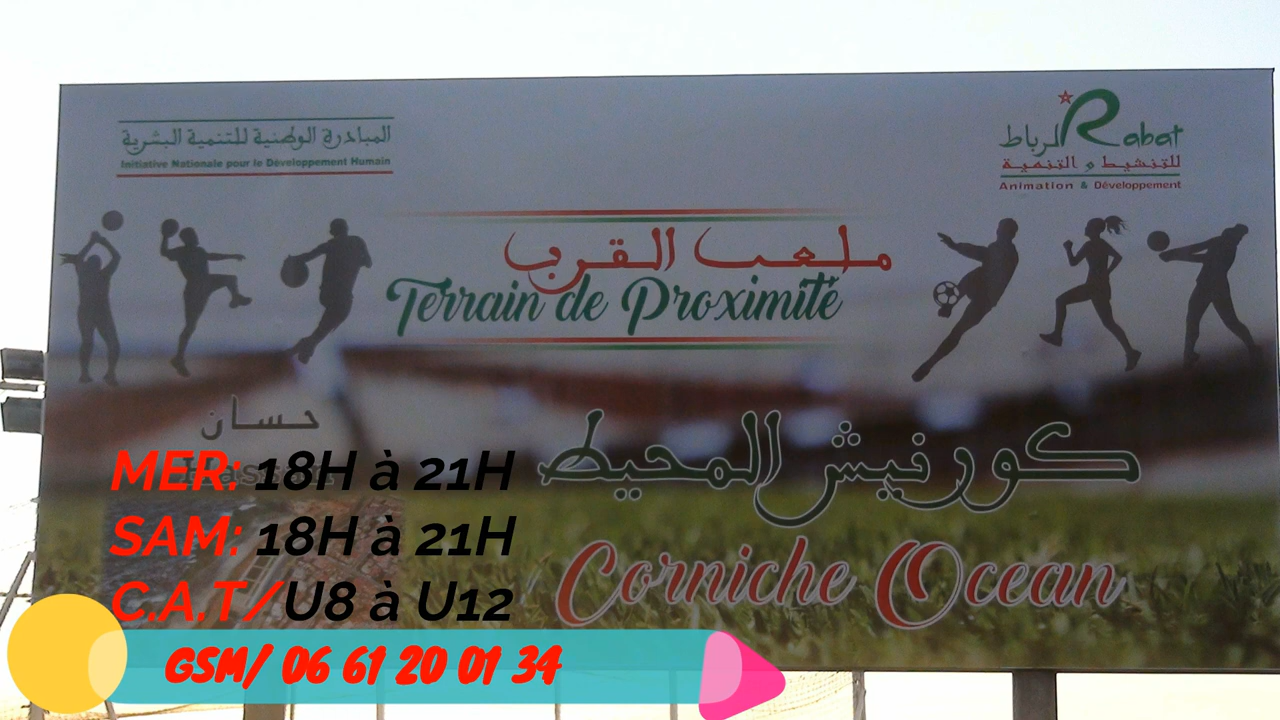 المبادرة الوطنية للتنمية البشرية
Initiative Nationale pour le Développement Humain
الرباط Rabat
للتنشيط و التنمية
Animation & Développement
ملعب القرب
Terrain de Proximité
حسان
Hassan
كورنيش المحيط
Corniche Ocean
MER: 18H à 21H
SAM: 18H à 21H
C.A.T/U8 à U12
GSM/ 06 61 20 01 34